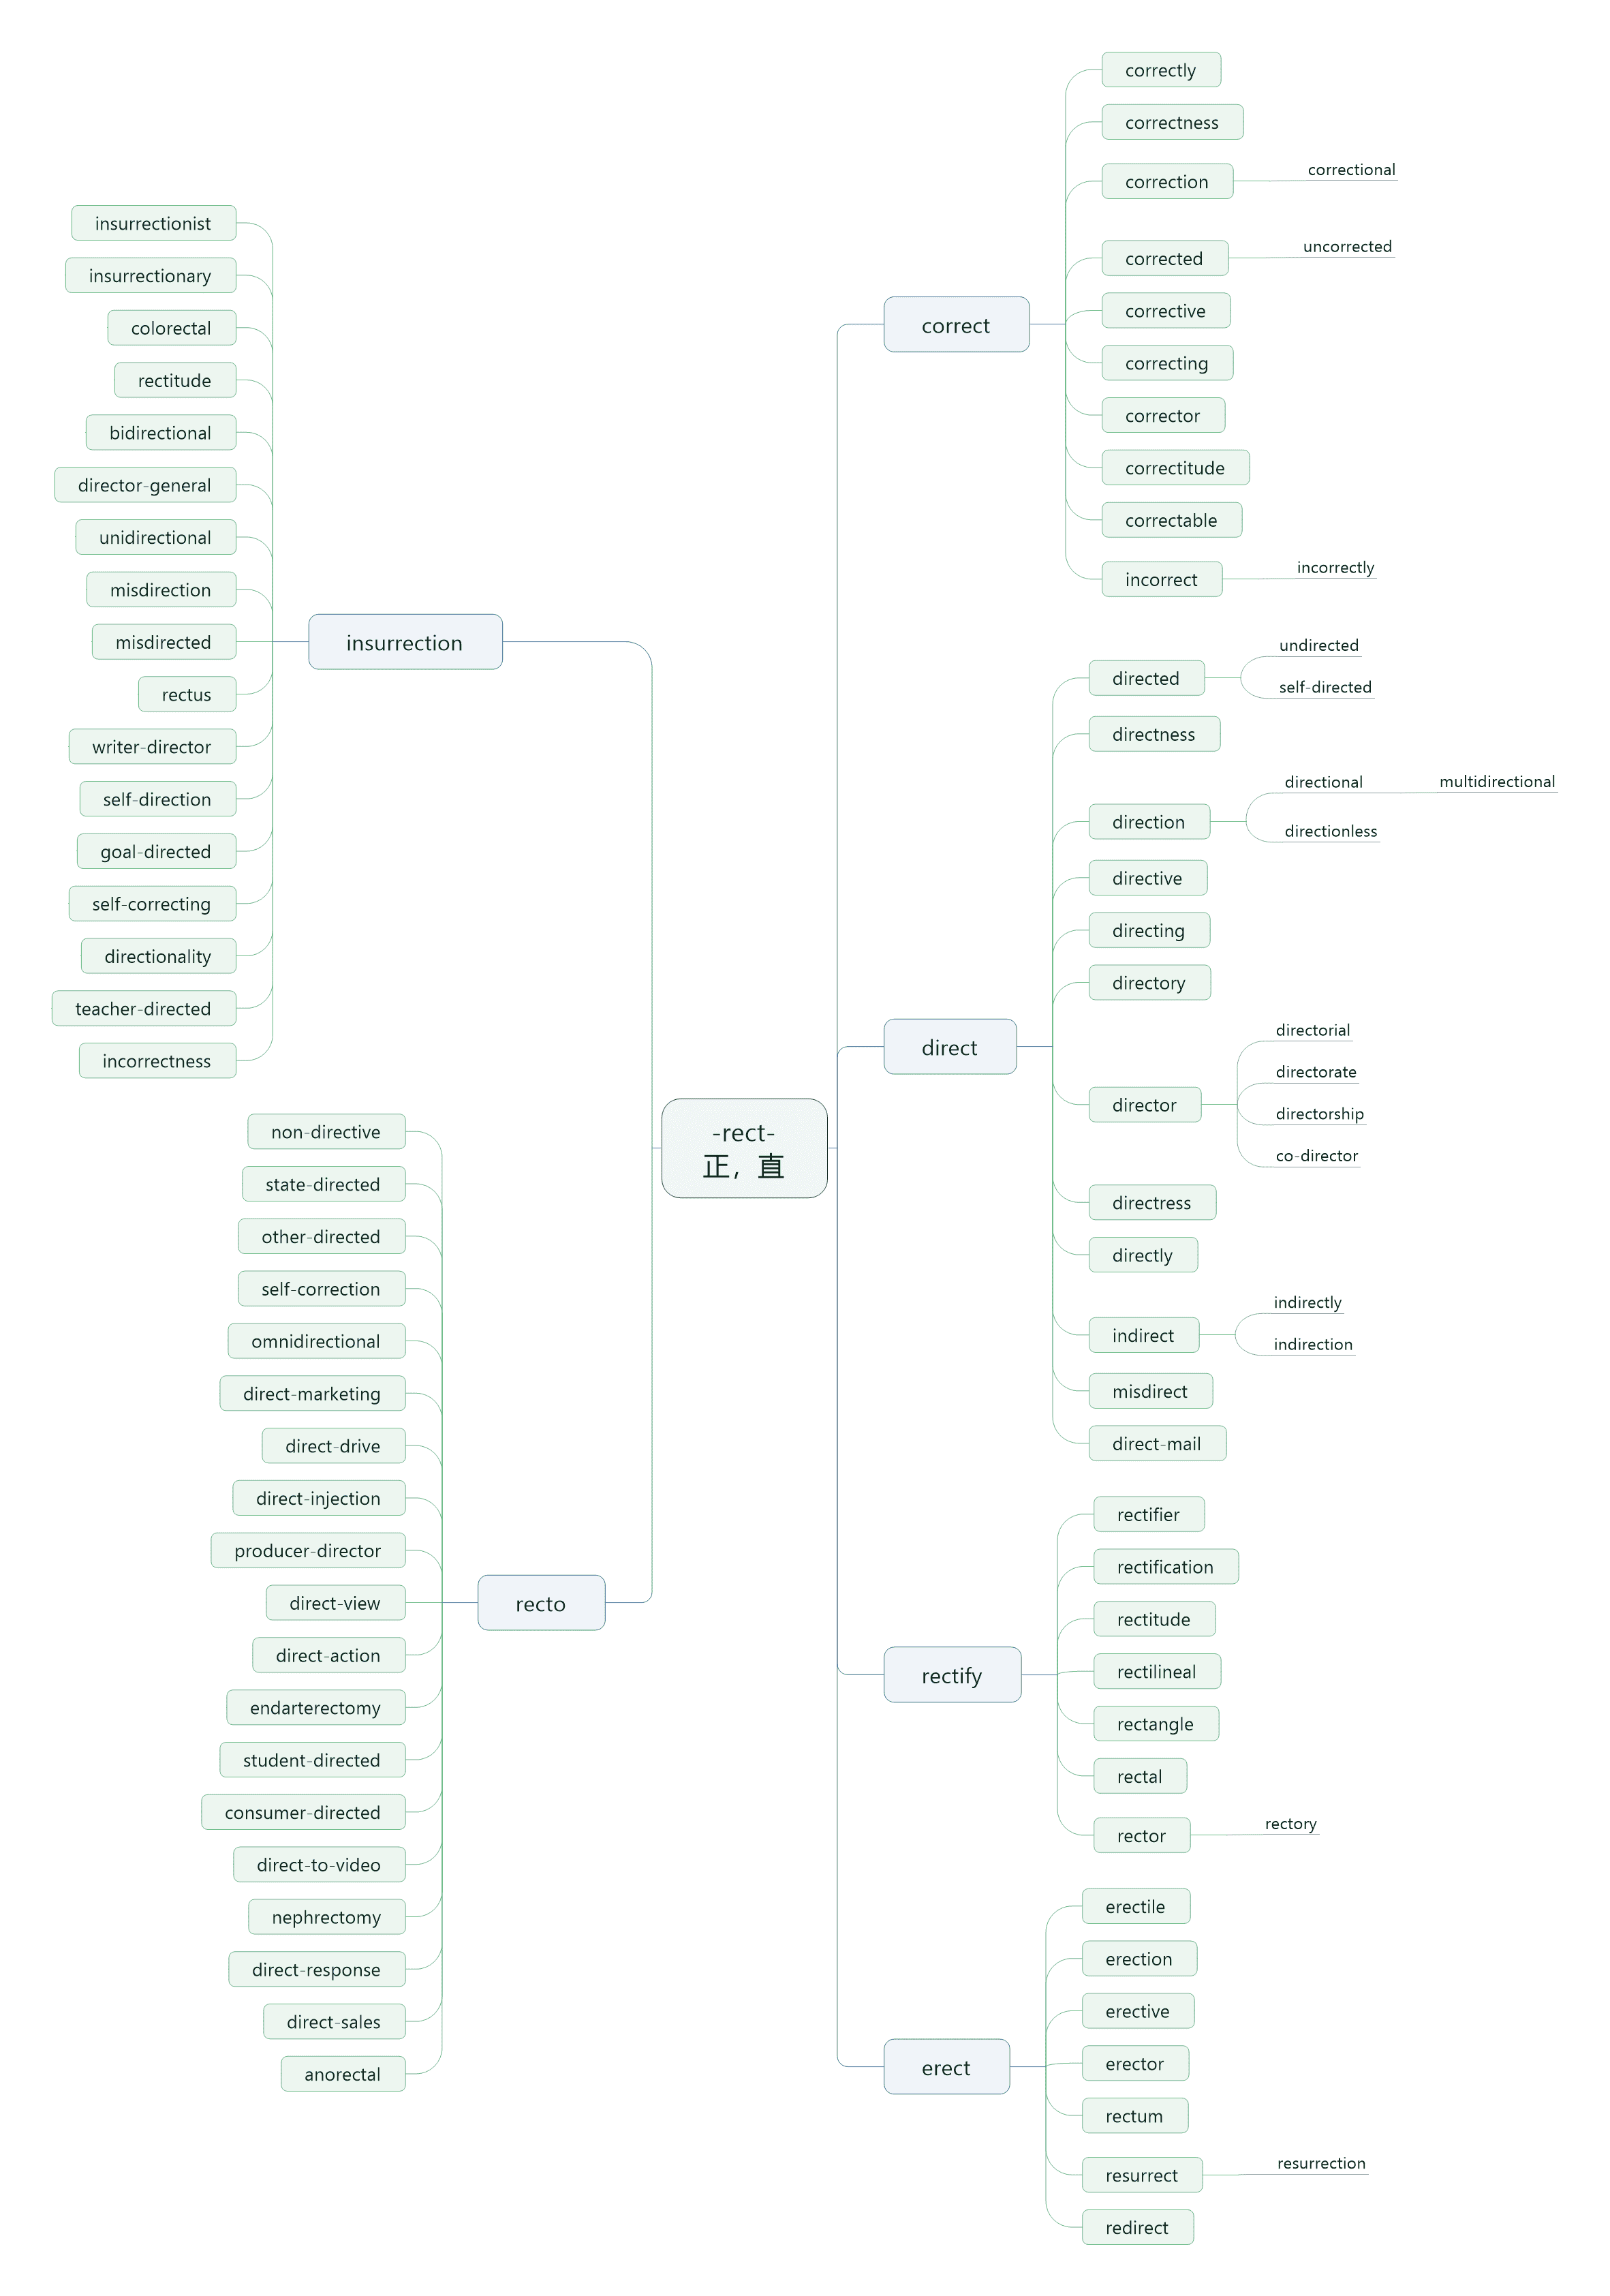 -rect-
正，直
correct
correctly
correctness
correction
correctional
corrected
uncorrected
corrective
correcting
corrector
correctitude
correctable
incorrect
incorrectly
direct
directed
undirected
self-directed
directness
direction
directional
multidirectional
directionless
directive
directing
directory
director
directorial
directorate
directorship
co-director
directress
directly
indirect
indirectly
indirection
misdirect
direct-mail
rectify
rectifier
rectification
rectitude
rectilineal
rectangle
rectal
rector
rectory
erect
erectile
erection
erective
erector
rectum
resurrect
resurrection
redirect
insurrection
insurrectionist
insurrectionary
colorectal
rectitude
bidirectional
director-general
unidirectional
misdirection
misdirected
rectus
writer-director
self-direction
goal-directed
self-correcting
directionality
teacher-directed
incorrectness
recto
non-directive
state-directed
other-directed
self-correction
omnidirectional
direct-marketing
direct-drive
direct-injection
producer-director
direct-view
direct-action
endarterectomy
student-directed
consumer-directed
direct-to-video
nephrectomy
direct-response
direct-sales
anorectal